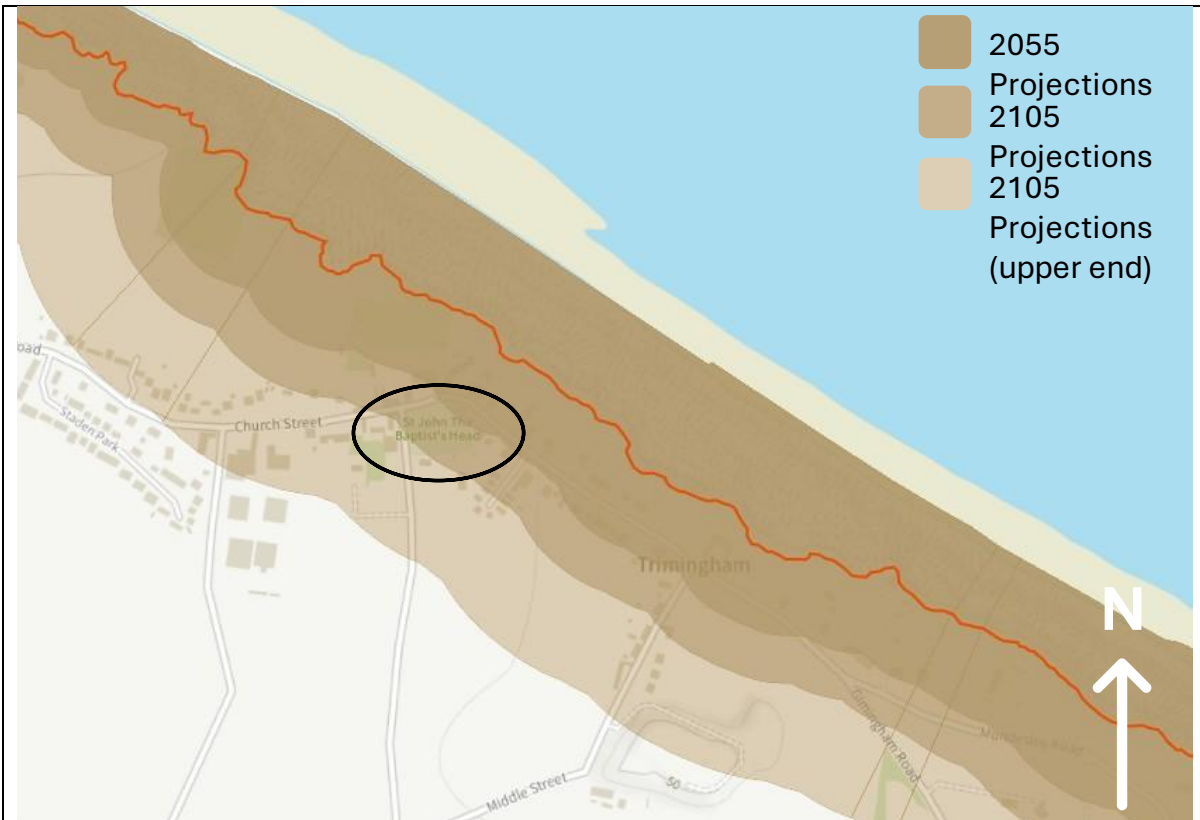 2055
Projections
2105
Projections
2105
Projections
(upper end)
oad
Staden Park
Church Street
St John The
Baptist's Head
Trimingham
N
Gimingham Road
Mundesley Road
Middle Street
50